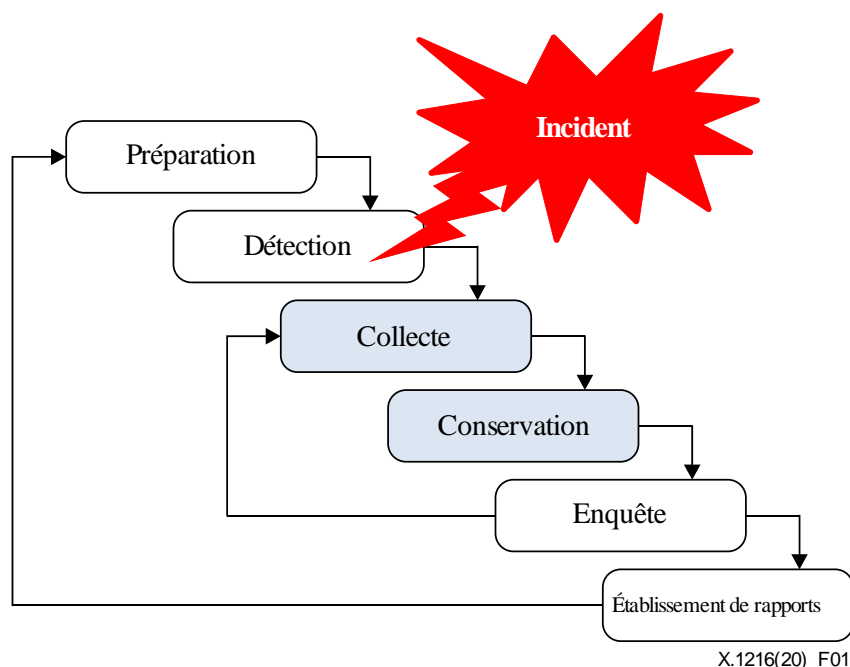 Incident
Préparation
Détection
Collecte
Conservation
Enquête
Établissement de rapports
X.1216(20)_F01